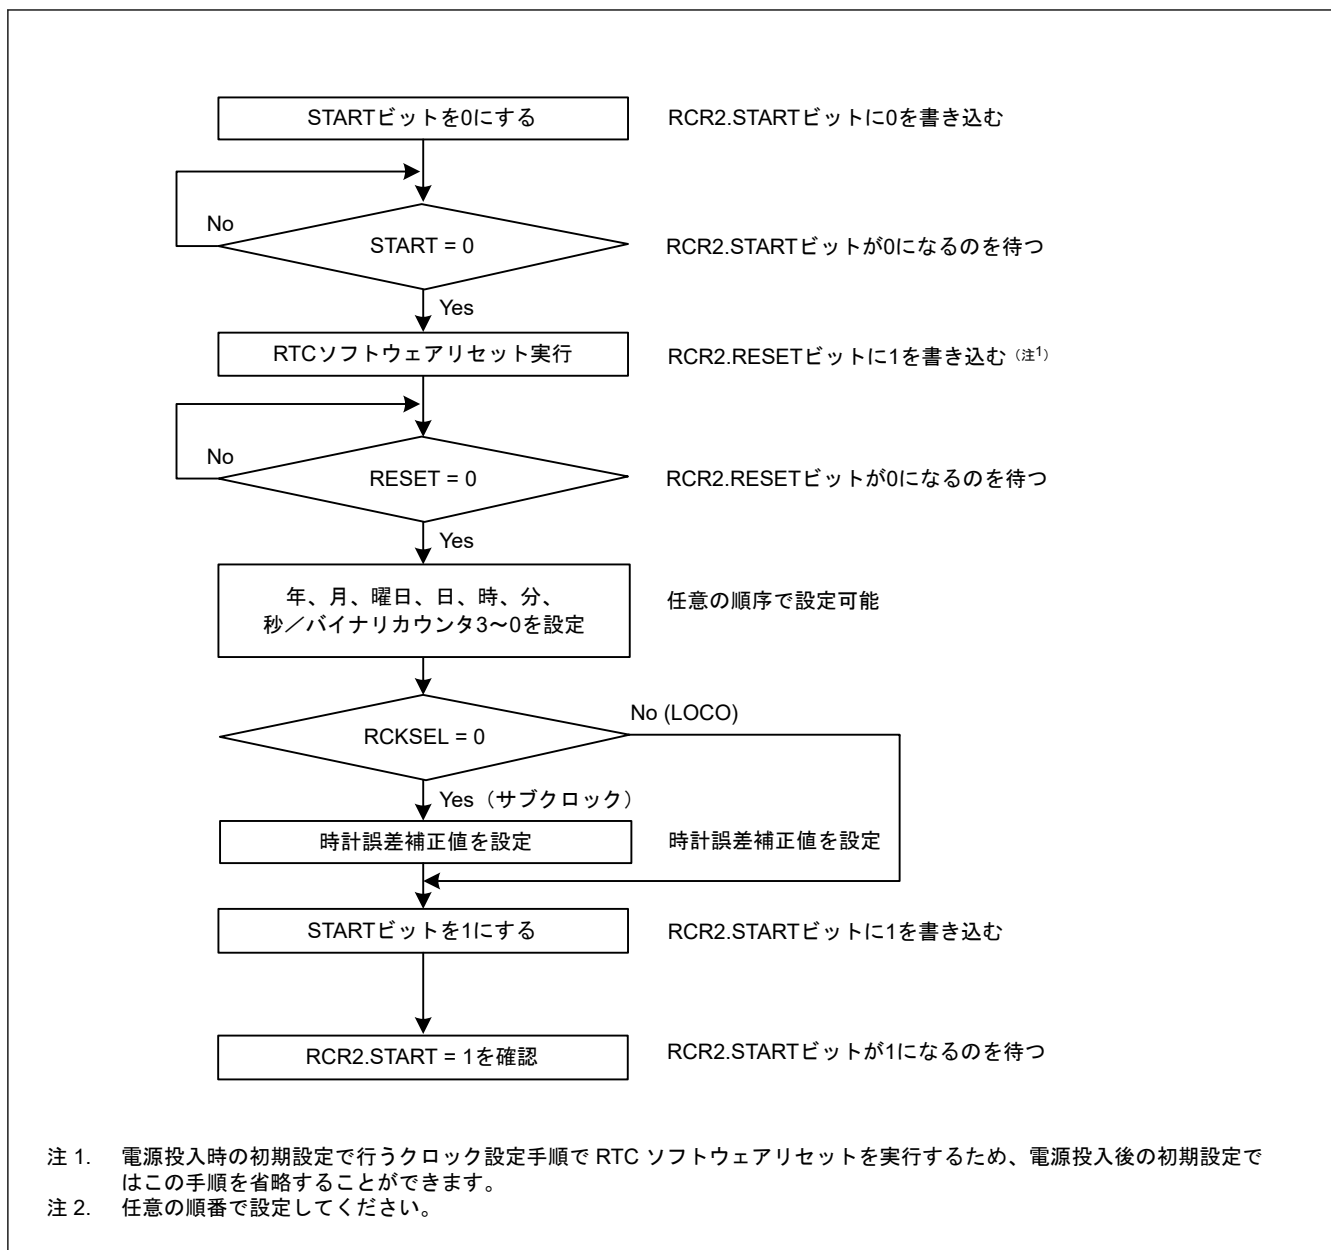 STARTビットを0にする
RCR2.STARTビットに0を書き込む
No
START = 0
RCR2.STARTビットが0になるのを待つ
Yes
RTCソフトウェアリセット実行
RCR2.RESETビットに1を書き込む（注1）
No
RESET = 0
RCR2.RESETビットが0になるのを待つ
Yes
年、月、曜日、日、時、分、
秒／バイナリカウンタ3～0を設定
任意の順序で設定可能
No (LOCO)
RCKSEL = 0
Yes（サブクロック）
時計誤差補正値を設定
時計誤差補正値を設定
STARTビットを1にする
RCR2.STARTビットに1を書き込む
RCR2.START = 1を確認
RCR2.STARTビットが1になるのを待つ
注 1. 電源投入時の初期設定で行うクロック設定手順で RTC ソフトウェアリセットを実行するため、電源投入後の初期設定で
はこの手順を省略することができます。
注 2. 任意の順番で設定してください。